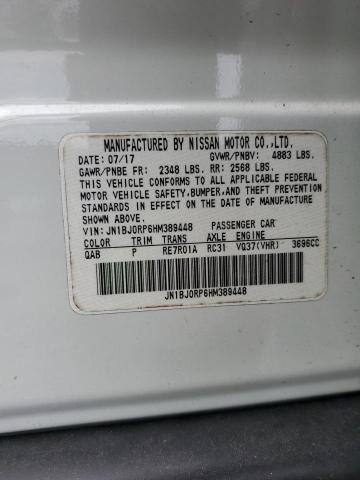 MANUFACTURED BY NISSAN MOTOR CO.,LTD.
DATE: 07/17 GVWR/PNBV: 4883 LBS.
GAWR/PNBE FR: 2348 LBS. RR: 2568 LBS.
THIS VEHICLE CONFORMS TO ALL APPLICABLE FEDERAL
MOTOR VEHICLE SAFETY, BUMPER, AND THEFT PREVENTION
STANDARDS IN EFFECT ON THE DATE OF MANUFACTURE
SHOWN ABOVE.
VIN: JN1BJ0RP6HM389448 PASSENGER CAR
COLOR TRIM TRANS AXLE ENGINE
QAB P RE7R01A RC31 VQ37(VHR) 3696CC
JN1BJ0RP6HM389448